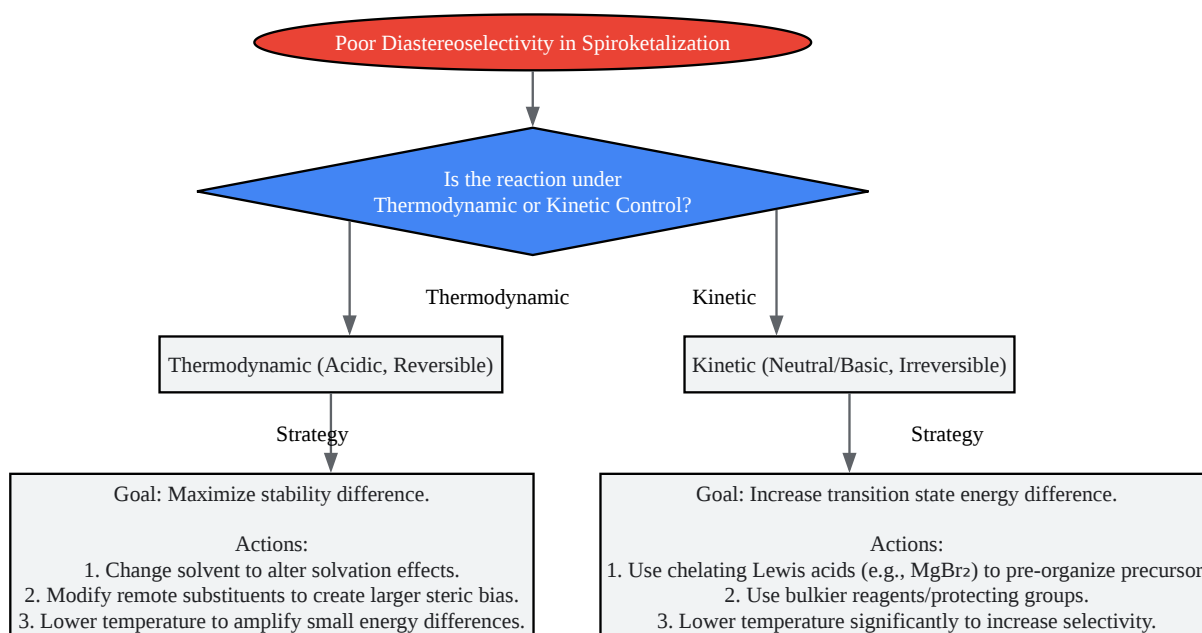 Poor Diastereoselectivity in Spiroketalization
Is the reaction under
Thermodynamic or Kinetic Control?
Thermodynamic
Kinetic
Thermodynamic (Acidic, Reversible)
Kinetic (Neutral/Basic, Irreversible)
Strategy
Strategy
Goal: Maximize stability difference.
Actions:
1. Change solvent to alter solvation effects.
2. Modify remote substituents to create larger steric bias.
3. Lower temperature to amplify small energy differences.
Goal: Increase transition state energy difference.
Actions:
1. Use chelating Lewis acids (e.g., MgBr₂) to pre-organize precursor
2. Use bulkier reagents/protecting groups.
3. Lower temperature significantly to increase selectivity.